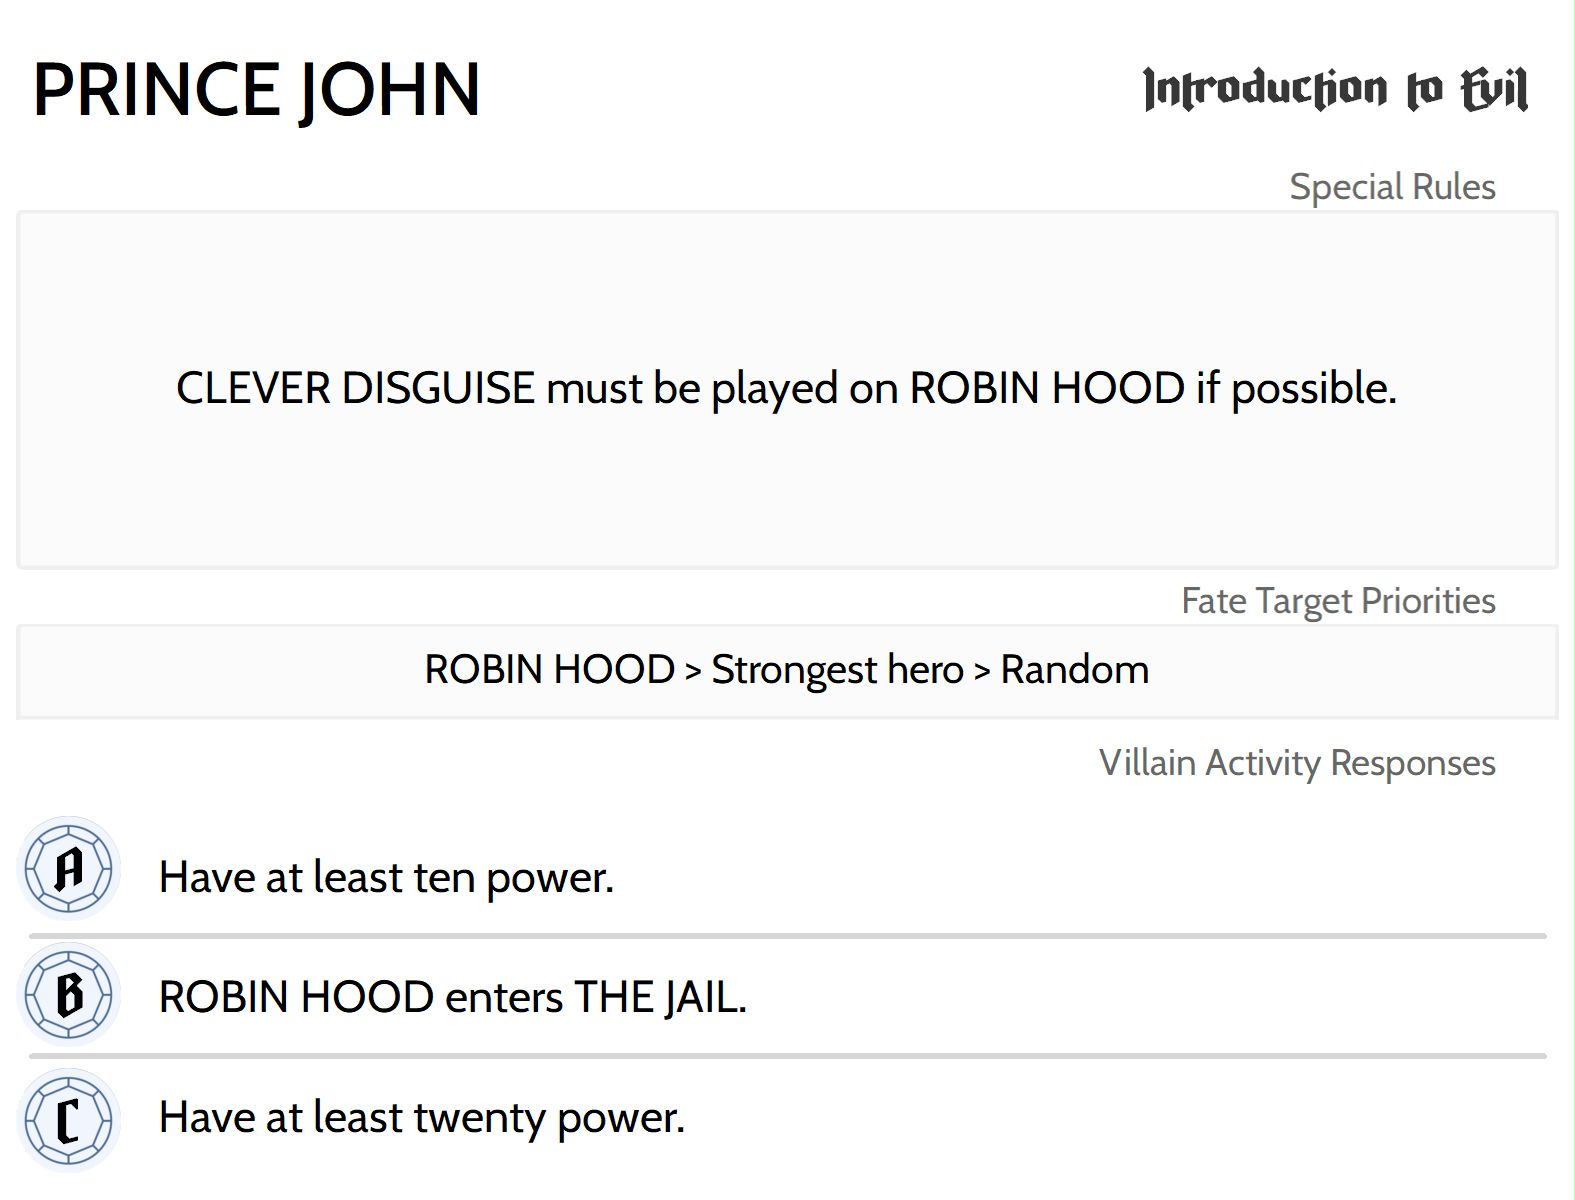 PRINCE JOHN
Introduction to Evil
Special Rules
CLEVER DISGUISE must be played on ROBIN HOOD if possible.
Fate Target Priorities
ROBIN HOOD > Strongest hero > Random
Villain Activity Responses
A Have at least ten power.
B ROBIN HOOD enters THE JAIL.
C Have at least twenty power.